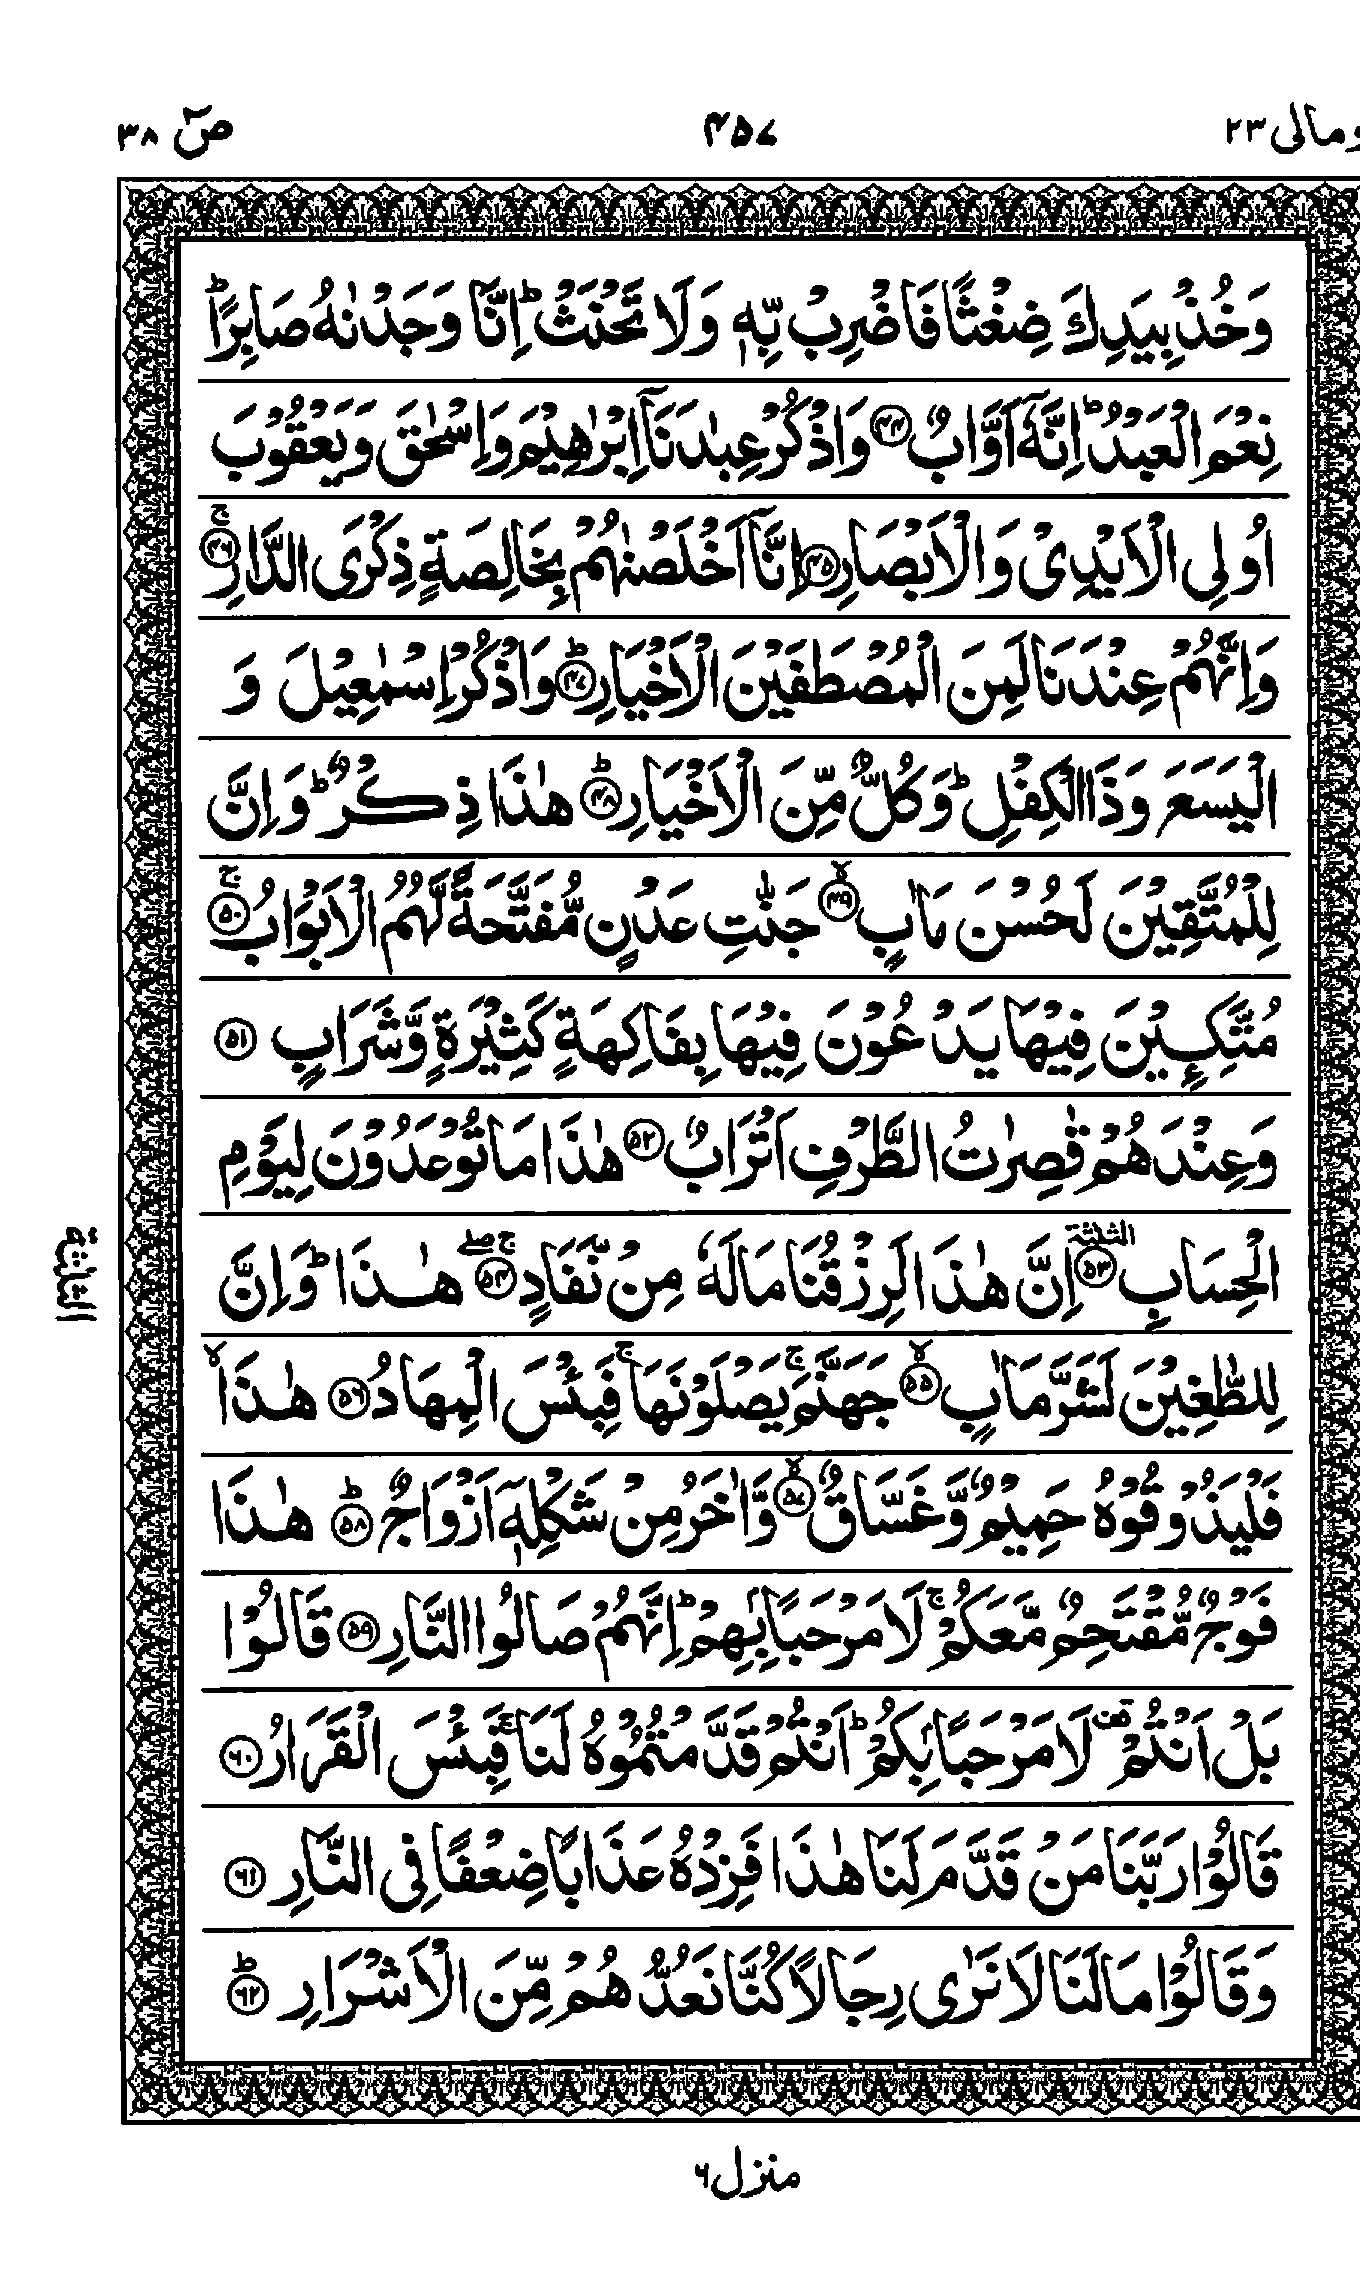 ومالی ۲۳ ۴۵۷ صٓ ۳۸
وَخُذْ بِیَدِكَ ضِغْثًا فَاضْرِبْ بِّهٖ وَلَا تَحْنَثْ ؕ اِنَّا وَجَدْنٰهُ صَابِرًا ؕ
نِعْمَ الْعَبْدُ ؕ اِنَّهٗۤ اَوَّابٌ ﴿۴۴﴾ وَاذْكُرْ عِبٰدَنَاۤ اِبْرٰهِیْمَ وَاِسْحٰقَ وَیَعْقُوْبَ
اُولِی الْاَیْدِیْ وَالْاَبْصَارِ ﴿۴۵﴾ اِنَّاۤ اَخْلَصْنٰهُمْ بِخَالِصَةٍ ذِكْرَی الدَّارِ ۚ﴿۴۶﴾
وَاِنَّهُمْ عِنْدَنَا لَمِنَ الْمُصْطَفَیْنَ الْاَخْیَارِ ؕ﴿۴۷﴾ وَاذْكُرْ اِسْمٰعِیْلَ وَ
الْیَسَعَ وَذَا الْكِفْلِ ؕ وَكُلٌّ مِّنَ الْاَخْیَارِ ؕ﴿۴۸﴾ هٰذَا ذِكْرٌ ؕ وَاِنَّ
لِلْمُتَّقِیْنَ لَحُسْنَ مَاٰبٍ ۙ﴿۴۹﴾ جَنّٰتِ عَدْنٍ مُّفَتَّحَةً لَّهُمُ الْاَبْوَابُ ۚ﴿۵۰﴾
مُتَّكِـِٕیْنَ فِیْهَا یَدْعُوْنَ فِیْهَا بِفَاكِهَةٍ كَثِیْرَةٍ وَّشَرَابٍ ﴿۵۱﴾
وَعِنْدَهُمْ قٰصِرٰتُ الطَّرْفِ اَتْرَابٌ ﴿۵۲﴾ هٰذَا مَا تُوْعَدُوْنَ لِیَوْمِ
الْحِسَابِ ﴿۵۳﴾ الثلثة اِنَّ هٰذَا لَرِزْقُنَا مَا لَهٗ مِنْ نَّفَادٍ ۚۖ﴿۵۴﴾ هٰذَا ؕ وَاِنَّ
الثالثة
لِلطّٰغِیْنَ لَشَرَّ مَاٰبٍ ۙ﴿۵۵﴾ جَهَنَّمَ ۚ یَصْلَوْنَهَا ۚ فَبِئْسَ الْمِهَادُ ﴿۵۶﴾ هٰذَا ۙ
فَلْیَذُوْقُوْهُ حَمِیْمٌ وَّغَسَّاقٌ ۙ﴿۵۷﴾ وَّاٰخَرُ مِنْ شَكْلِهٖۤ اَزْوَاجٌ ؕ﴿۵۸﴾ هٰذَا
فَوْجٌ مُّقْتَحِمٌ مَّعَكُمْ ۚ لَا مَرْحَبًۢا بِهِمْ ؕ اِنَّهُمْ صَالُوا النَّارِ ﴿۵۹﴾ قَالُوْا
بَلْ اَنْتُمْ ۫ لَا مَرْحَبًۢا بِكُمْ ؕ اَنْتُمْ قَدَّمْتُمُوْهُ لَنَا ۚ فَبِئْسَ الْقَرَارُ ﴿۶۰﴾
قَالُوْا رَبَّنَا مَنْ قَدَّمَ لَنَا هٰذَا فَزِدْهُ عَذَابًا ضِعْفًا فِی النَّارِ ﴿۶۱﴾
وَقَالُوْا مَا لَنَا لَا نَرٰی رِجَالًا كُنَّا نَعُدُّهُمْ مِّنَ الْاَشْرَارِ ؕ﴿۶۲﴾
منزل ۶